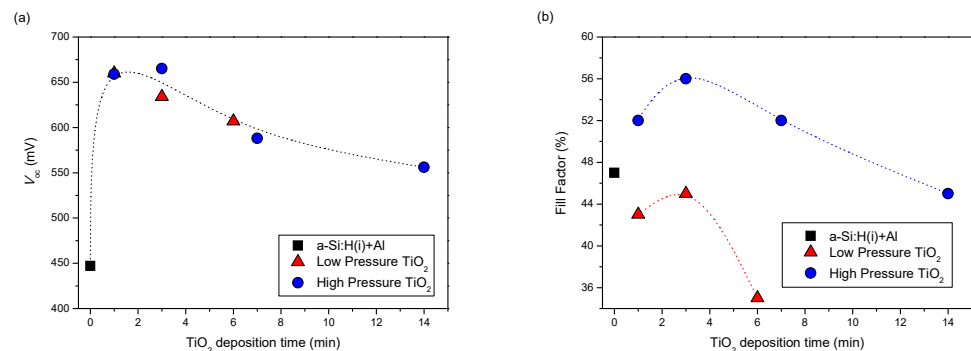 (a)
700
650
600
550
500
450
400
V_oc (mV)
0 2 4 6 8 10 12 14
TiO₂ deposition time (min)
a-Si:H(i)+Al
Low Pressure TiO₂
High Pressure TiO₂
(b)
60
56
52
48
44
40
36
Fill Factor (%)
0 2 4 6 8 10 12 14
TiO₂ deposition time (min)
a-Si:H(i)+Al
Low Pressure TiO₂
High Pressure TiO₂